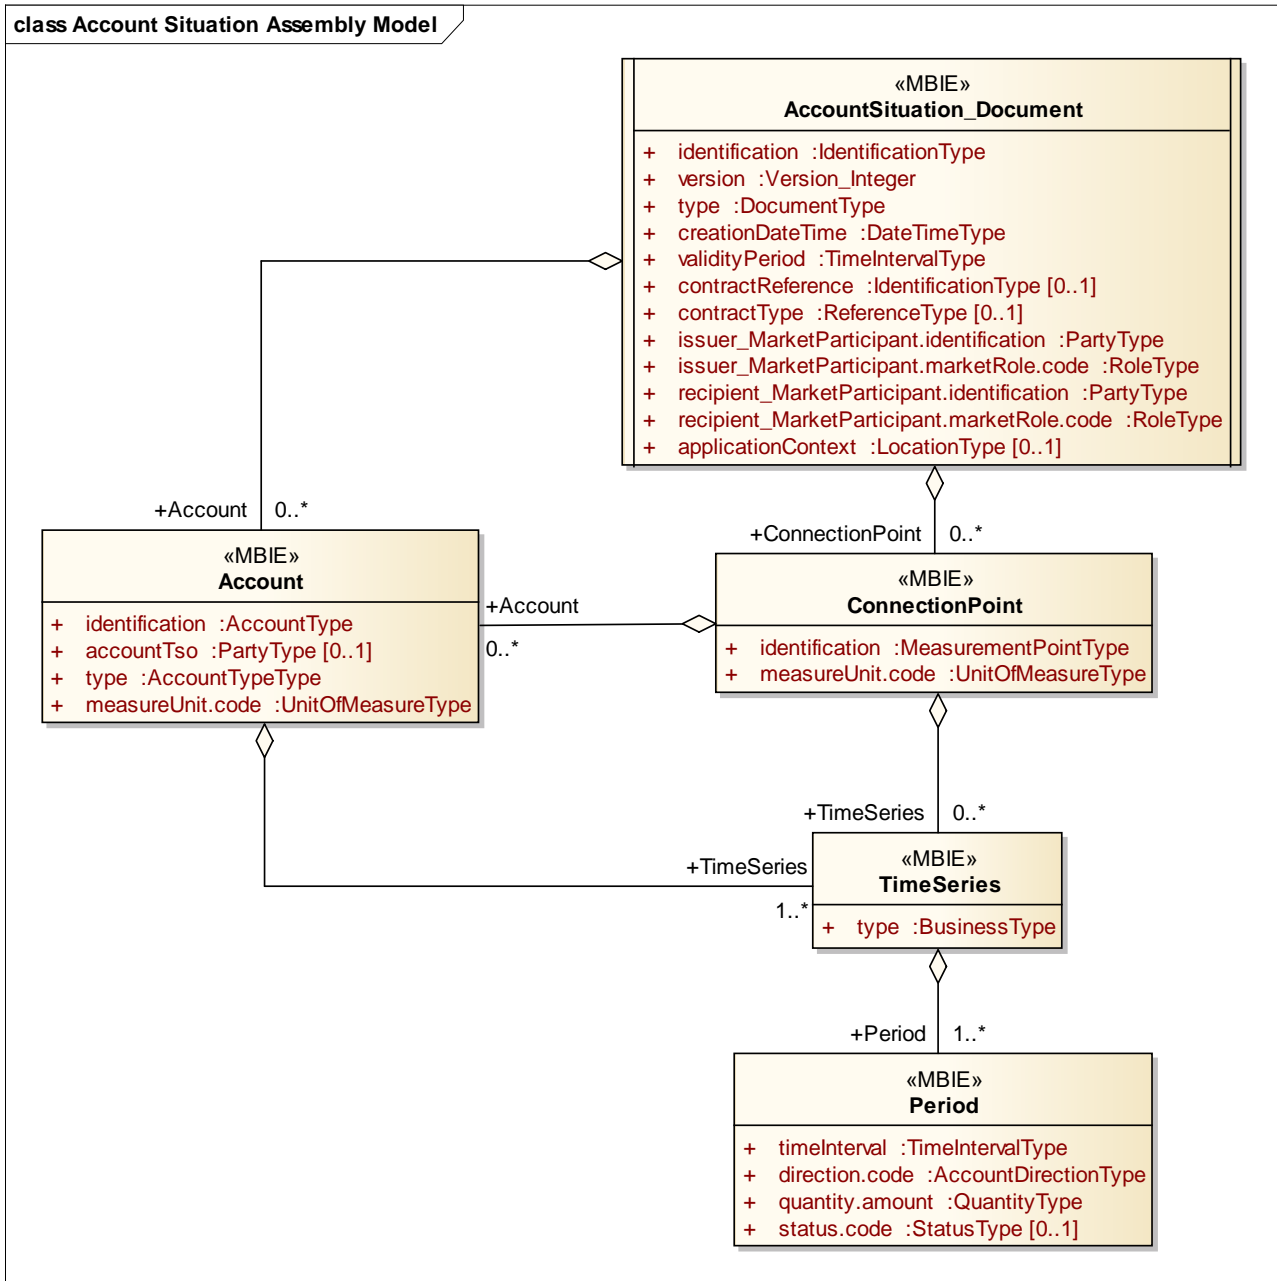 class Account Situation Assembly Model
«MBIE»
AccountSituation_Document
+ identification :IdentificationType
+ version :Version_Integer
+ type :DocumentType
+ creationDateTime :DateTimeType
+ validityPeriod :TimeIntervalType
+ contractReference :IdentificationType [0..1]
+ contractType :ReferenceType [0..1]
+ issuer_MarketParticipant.identification :PartyType
+ issuer_MarketParticipant.marketRole.code :RoleType
+ recipient_MarketParticipant.identification :PartyType
+ recipient_MarketParticipant.marketRole.code :RoleType
+ applicationContext :LocationType [0..1]
+Account 0..*
+ConnectionPoint 0..*
«MBIE»
Account
+ identification :AccountType
+ accountTso :PartyType [0..1]
+ type :AccountTypeType
+ measureUnit.code :UnitOfMeasureType
+Account
0..*
«MBIE»
ConnectionPoint
+ identification :MeasurementPointType
+ measureUnit.code :UnitOfMeasureType
+TimeSeries 0..*
+TimeSeries
1..*
«MBIE»
TimeSeries
+ type :BusinessType
+Period 1..*
«MBIE»
Period
+ timeInterval :TimeIntervalType
+ direction.code :AccountDirectionType
+ quantity.amount :QuantityType
+ status.code :StatusType [0..1]